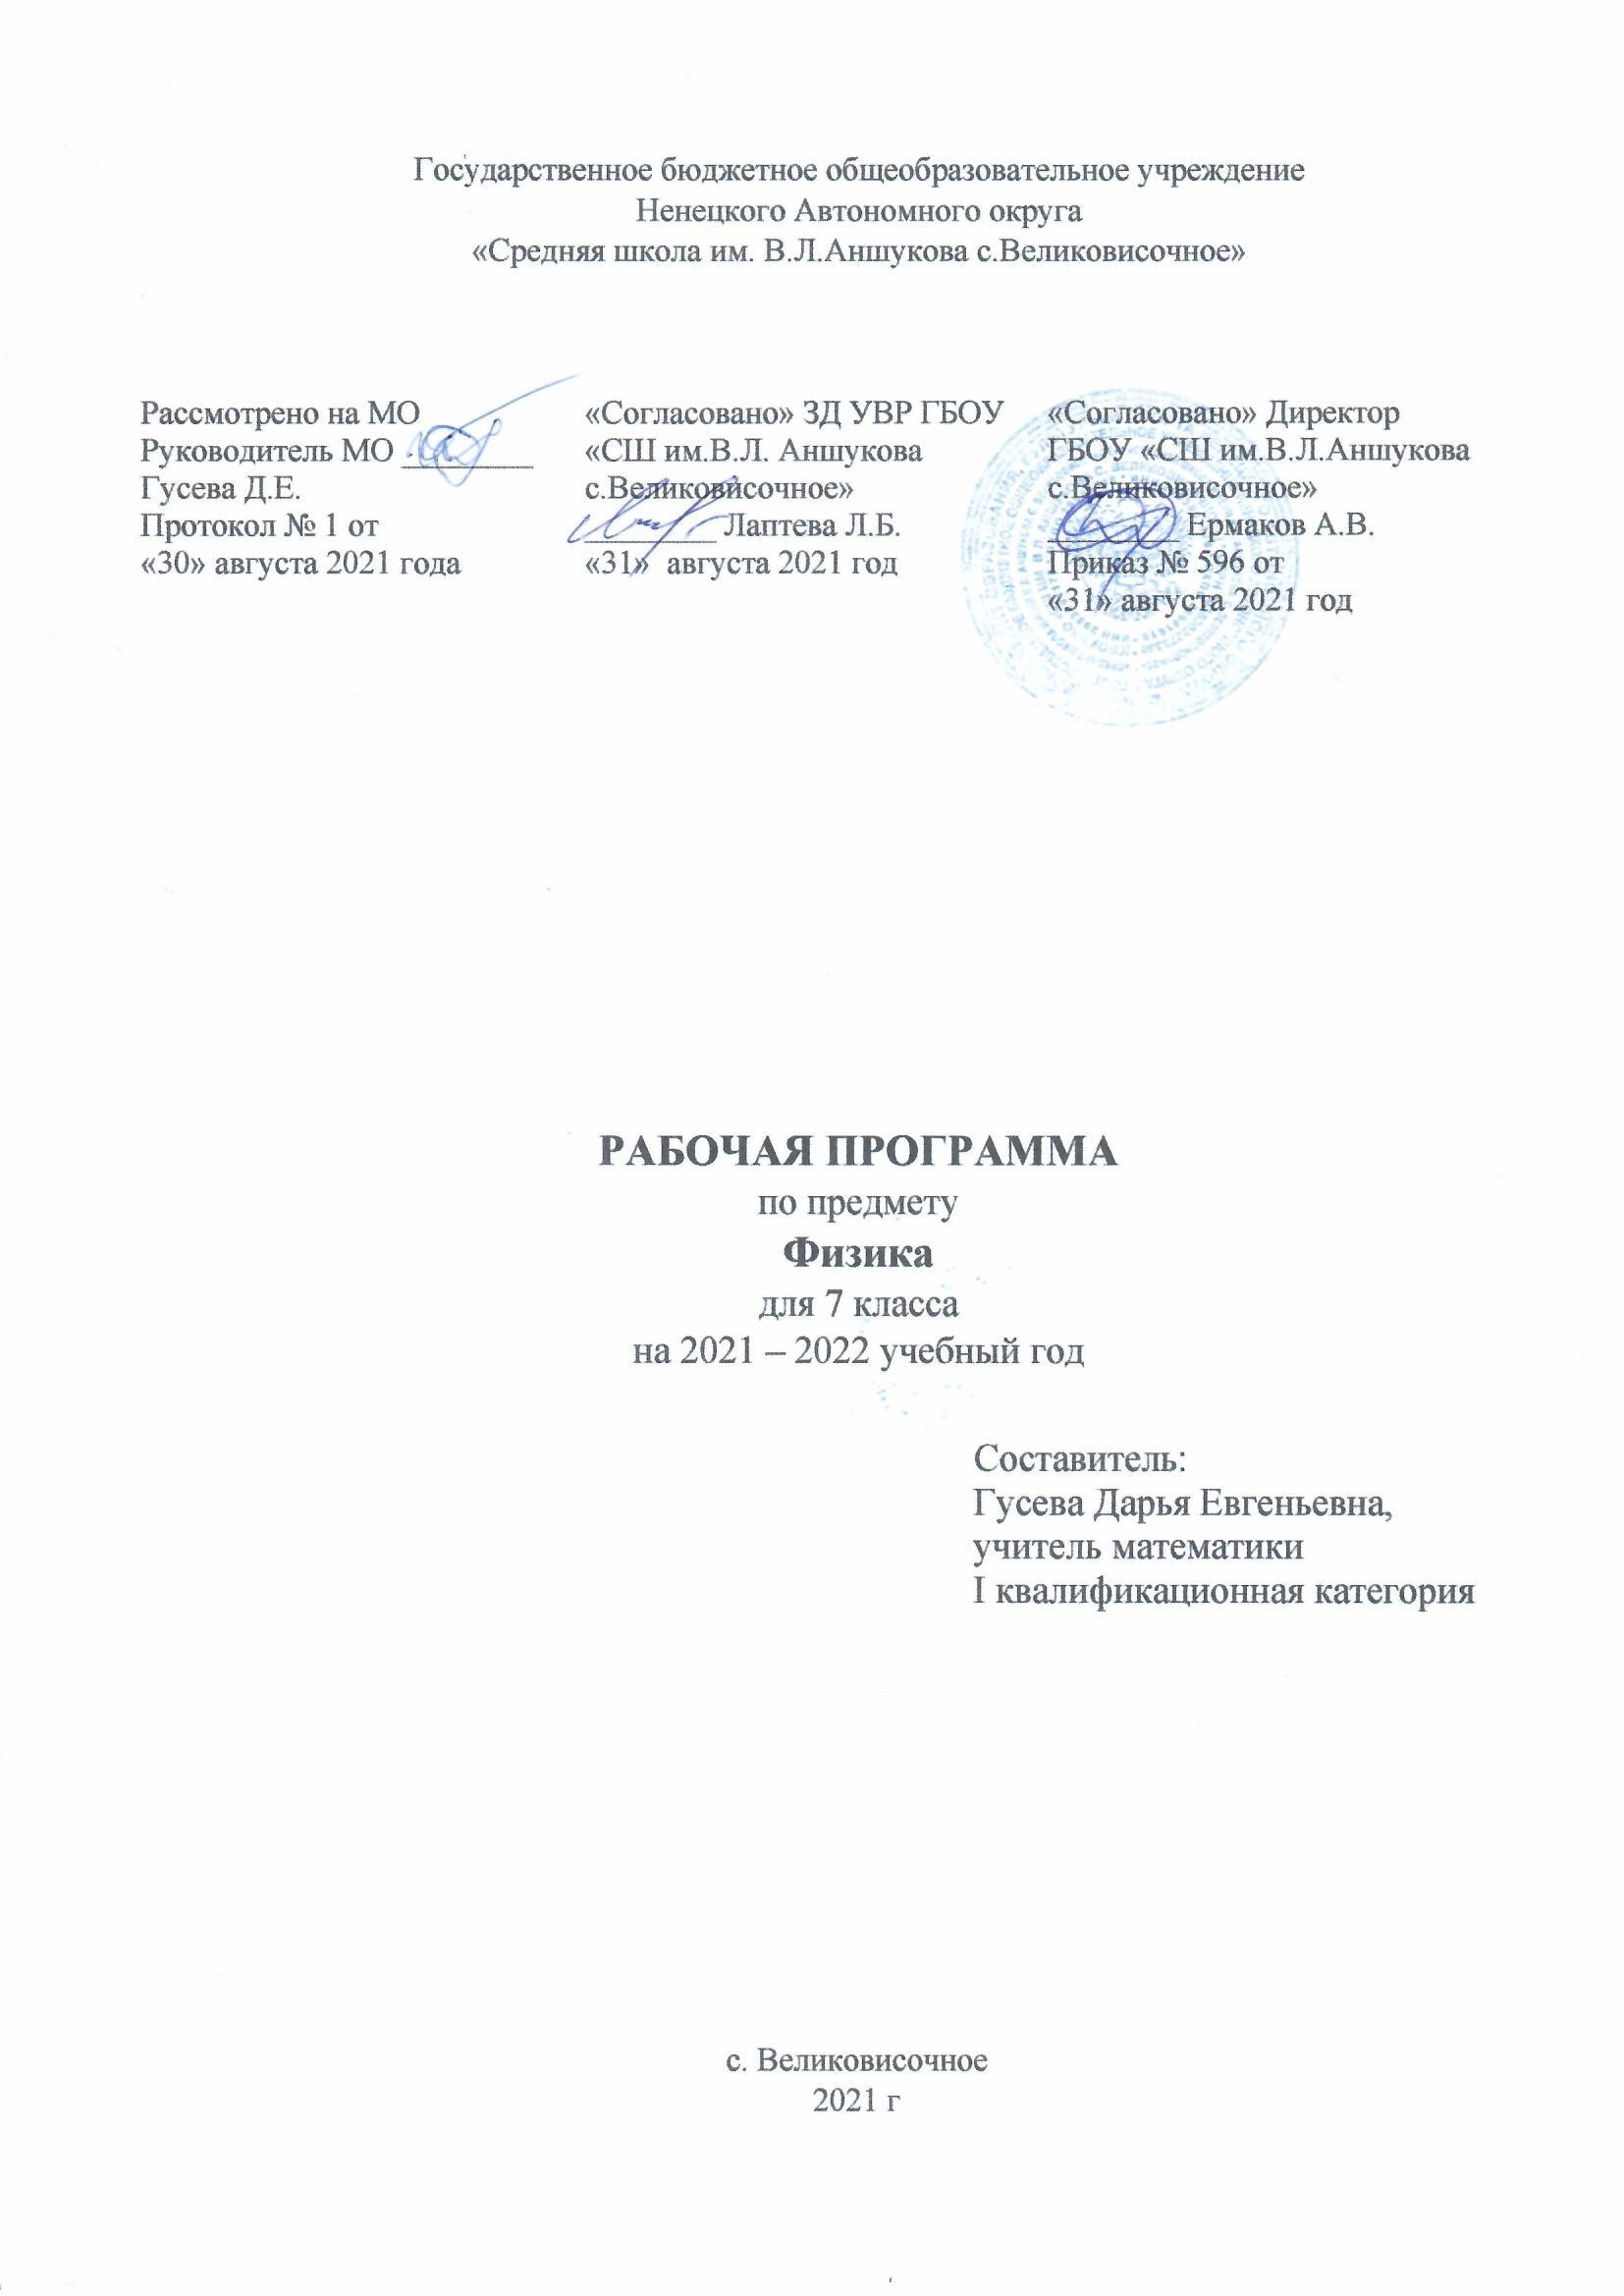 Государственное бюджетное общеобразовательное учреждение
Ненецкого Автономного округа
«Средняя школа им. В.Л.Аншукова с.Великовисочное»
Рассмотрено на МО
Руководитель МО ________
Гусева Д.Е.
Протокол № 1 от
«30» августа 2021 года
«Согласовано» ЗД УВР ГБОУ
«СШ им.В.Л. Аншукова
с.Великовисочное»
________ Лаптева Л.Б.
«31» августа 2021 год
«Согласовано» Директор
ГБОУ «СШ им.В.Л.Аншукова
с.Великовисочное»
________ Ермаков А.В.
Приказ № 596 от
«31» августа 2021 год
РАБОЧАЯ ПРОГРАММА
по предмету
Физика
для 7 класса
на 2021 – 2022 учебный год
Составитель:
Гусева Дарья Евгеньевна,
учитель математики
I квалификационная категория
с. Великовисочное
2021 г